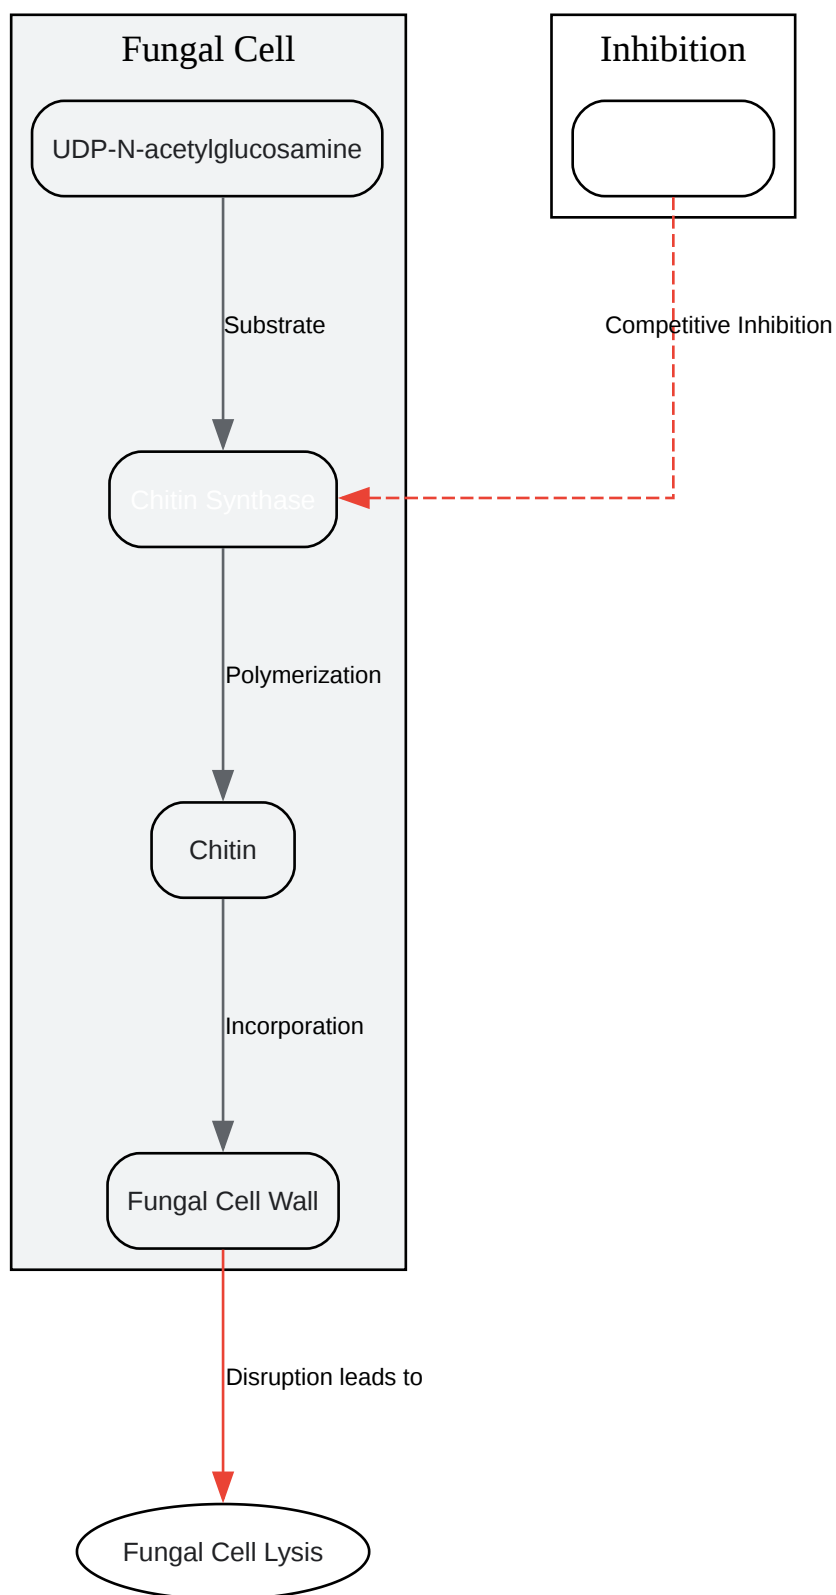 Fungal Cell
Inhibition
UDP-N-acetylglucosamine
Substrate
Competitive Inhibition
Chitin Synthase
Polymerization
Chitin
Incorporation
Fungal Cell Wall
Disruption leads to
Fungal Cell Lysis